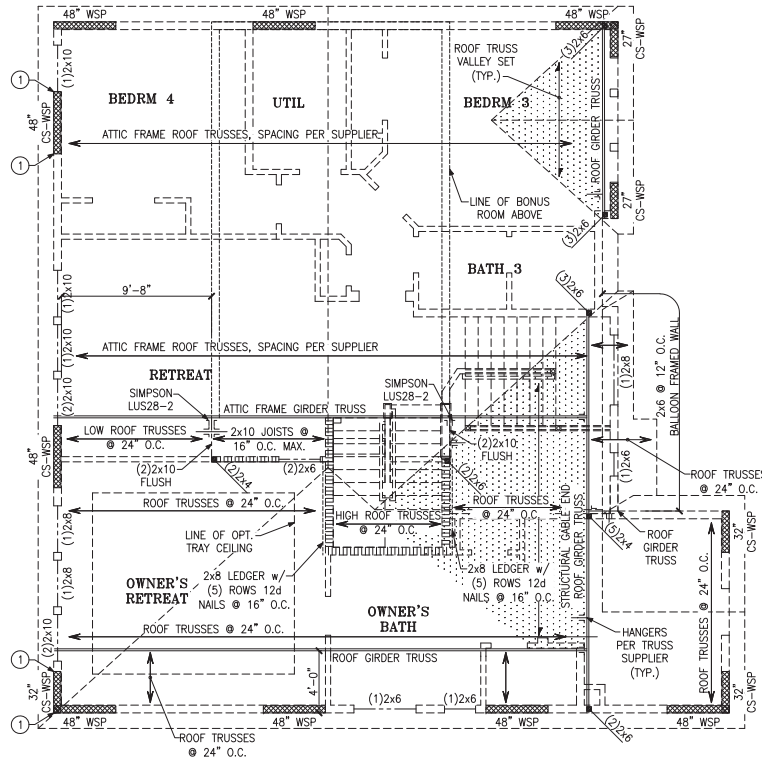 48" WSP
48" WSP
48" WSP
(3)2x6
27"
CS-WSP
ROOF TRUSS
VALLEY SET
(TYP.)
(1)2x10
1
BEDRM 4
UTIL
BEDRM 3
ROOF GIRDER TRUSS
48"
CS-WSP
ATTIC FRAME ROOF TRUSSES, SPACING PER SUPPLIER
1
27"
CS-WSP
LINE OF BONUS
ROOM ABOVE
(3)2x6
BATH 3
(3)2x6
(1)2x10
9'-8"
(1)2x10
ATTIC FRAME ROOF TRUSSES, SPACING PER SUPPLIER
(1)2x8
2x6 @ 12" O.C.
BALLOON FRAMED WALL
RETREAT
(2)2x10
SIMPSON
LUS28-2
SIMPSON
LUS28-2
ATTIC FRAME GIRDER TRUSS
48"
CS-WSP
LOW ROOF TRUSSES
@ 24" O.C.
2x10 JOISTS @
16" O.C. MAX.
(2)2x10
FLUSH
(1)2x6
(2)2x10
FLUSH
(2)2x4
(2)2x6
(2)2x6
ROOF TRUSSES
@ 24" O.C.
ROOF TRUSSES @ 24" O.C.
HIGH ROOF TRUSSES
@ 24" O.C.
ROOF TRUSSES
@ 24" O.C.
(1)2x8
LINE OF OPT.
TRAY CEILING
STRUCTURAL GABLE END
ROOF GIRDER TRUSS
(5)2x4
ROOF
GIRDER
TRUSS
32"
CS-WSP
(1)2x8
OWNER'S
RETREAT
2x8 LEDGER w/
(5) ROWS 12d
NAILS @ 16" O.C.
2x8 LEDGER w/
(5) ROWS 12d
NAILS @ 16" O.C.
ROOF TRUSSES @ 24" O.C.
OWNER'S
BATH
(2)2x10
ROOF TRUSSES @ 24" O.C.
HANGERS
PER TRUSS
SUPPLIER
(TYP.)
1
ROOF GIRDER TRUSS
32"
CS-WSP
4'-0"
32"
CS-WSP
1
48" WSP
(1)2x6
(1)2x6
48" WSP
(2)2x6
48" WSP
ROOF TRUSSES
@ 24" O.C.